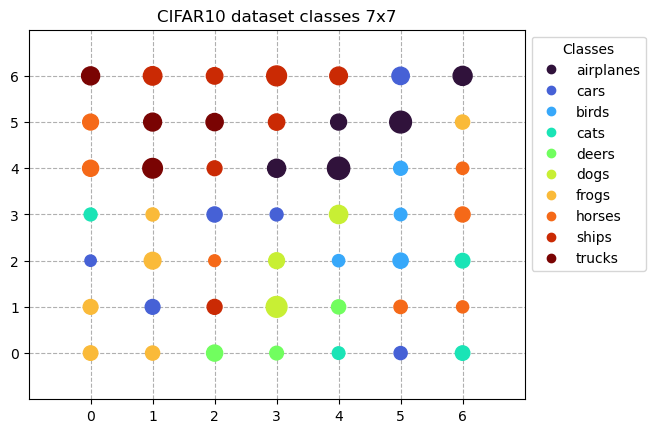 CIFAR10 dataset classes 7x7
Classes
airplanes
cars
birds
cats
deers
dogs
frogs
horses
ships
trucks
6
5
4
3
2
1
0
0 1 2 3 4 5 6